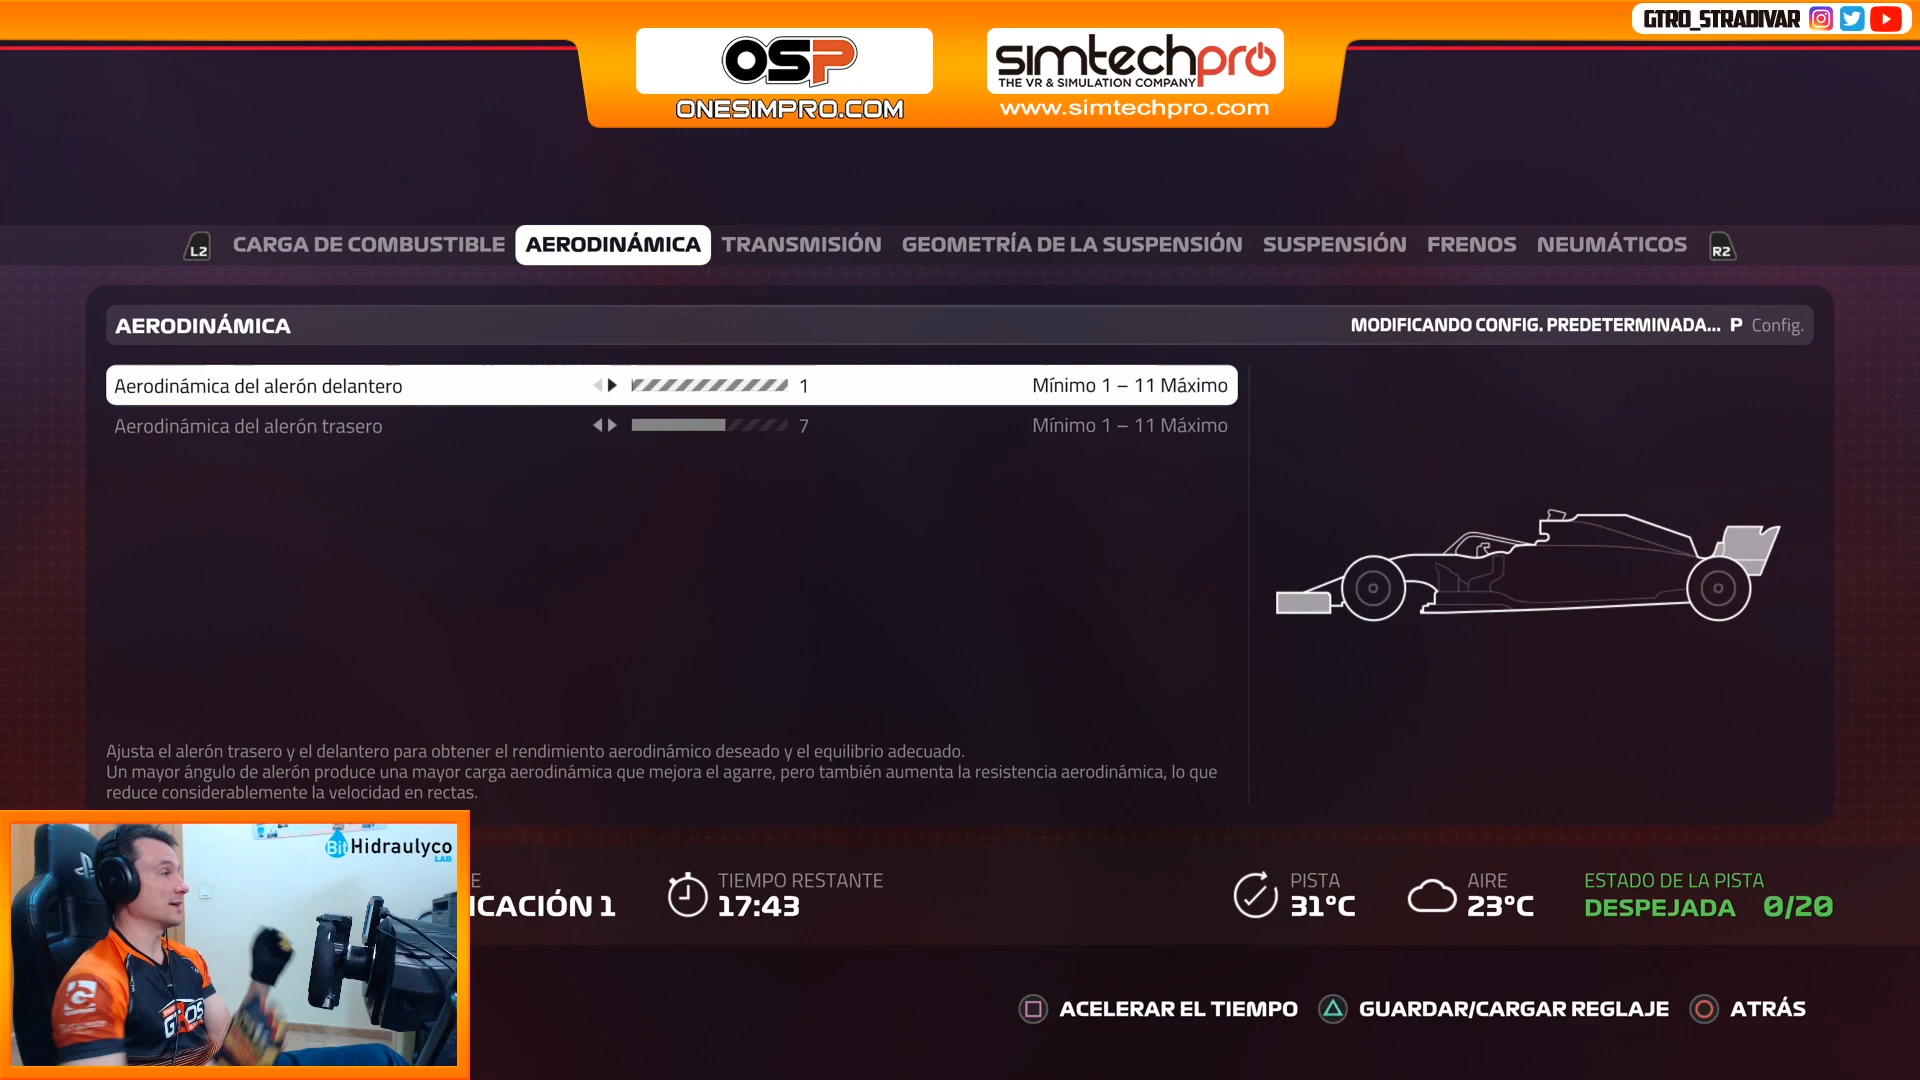 GTRO_STRADIVAR
OSP
ONESIMPRO.COM
simtechpro
THE VR & SIMULATION COMPANY
www.simtechpro.com
L2 CARGA DE COMBUSTIBLE AERODINÁMICA TRANSMISIÓN GEOMETRÍA DE LA SUSPENSIÓN SUSPENSIÓN FRENOS NEUMÁTICOS R2
AERODINÁMICA MODIFICANDO CONFIG. PREDETERMINADA... P Config.
Aerodinámica del alerón delantero 1 Mínimo 1 – 11 Máximo
Aerodinámica del alerón trasero 7 Mínimo 1 – 11 Máximo
Ajusta el alerón trasero y el delantero para obtener el rendimiento aerodinámico deseado y el equilibrio adecuado.
Un mayor ángulo de alerón produce una mayor carga aerodinámica que mejora el agarre, pero también aumenta la resistencia aerodinámica, lo que
reduce considerablemente la velocidad en rectas.
BitHidraulyco
LAB
GEOS
E
ICACIÓN 1
TIEMPO RESTANTE
17:43
PISTA
31°C
AIRE
23°C
ESTADO DE LA PISTA
DESPEJADA 0/20
ACELERAR EL TIEMPO GUARDAR/CARGAR REGLAJE ATRÁS